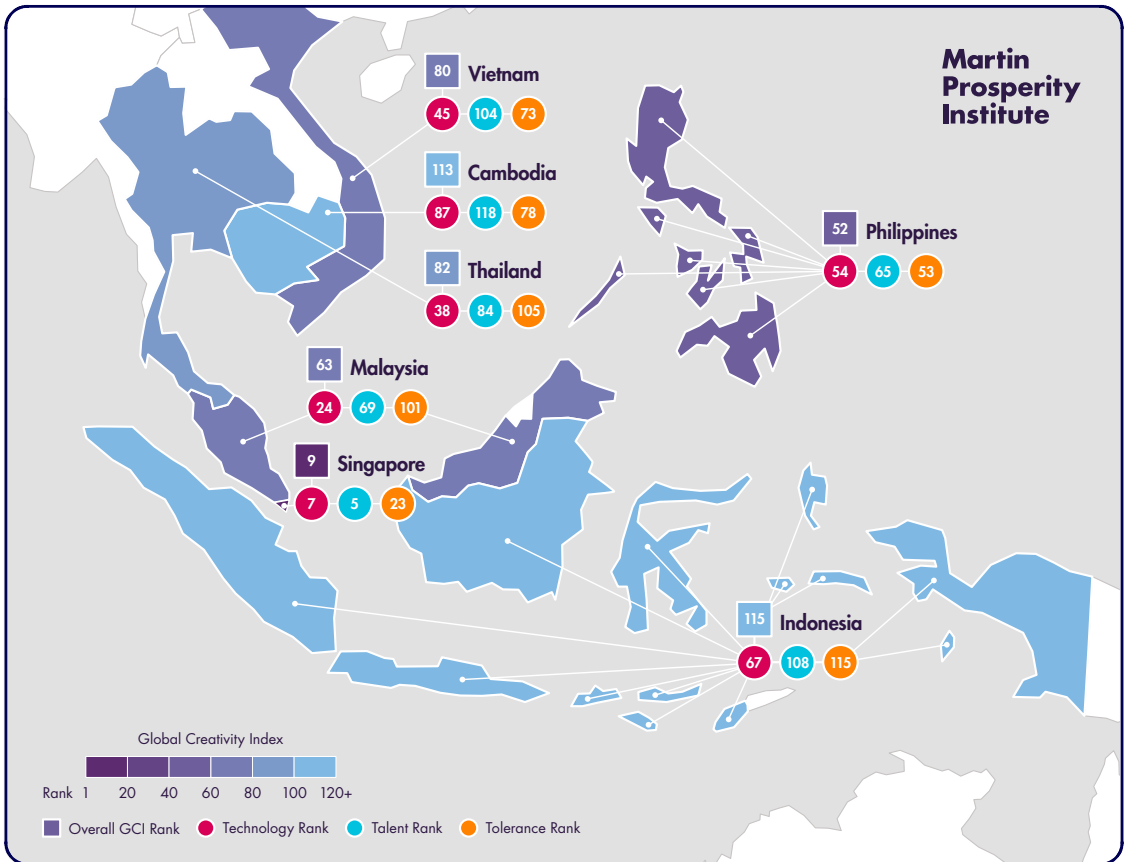 Martin
Prosperity
Institute
80 Vietnam
45 104 73
113 Cambodia
87 118 78
82 Thailand
38 84 105
52 Philippines
54 65 53
63 Malaysia
24 69 101
9 Singapore
7 5 23
115 Indonesia
67 108 115
Global Creativity Index
Rank 1 20 40 60 80 100 120+
Overall GCI Rank Technology Rank Talent Rank Tolerance Rank